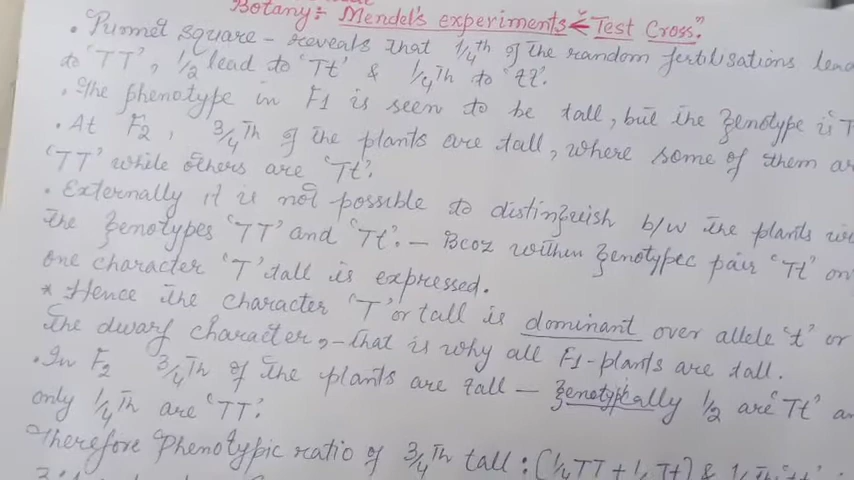 Botany:- Mendel's experiments < Test Cross."
• Punnet square - reveals that 1/4th of the random fertilisations lead
to 'TT', 1/2 lead to 'Tt' & 1/4Th to 'tt'.
• The phenotype in F1 is seen to be tall, but the genotype is T
• At F2, 3/4Th of the plants are tall, where some of them ar
'TT' while others are 'Tt'.
• Externally it is not possible to distinguish b/w the plants wi
the genotypes 'TT' and 'Tt'. - Bcoz within genotypec pair 'Tt' on
one character 'T' tall is expressed.
* Hence the character 'T' or tall is dominant over allele 't' or
the dwarf character, - that is why all F1-plants are tall.
• In F2 3/4Th of the plants are tall - genotyphally 1/2 are 'Tt' an
only 1/4th are 'TT'.
Therefore Phenotypic ratio of 3/4Th tall : (1/4 TT + 1/2 Tt) &